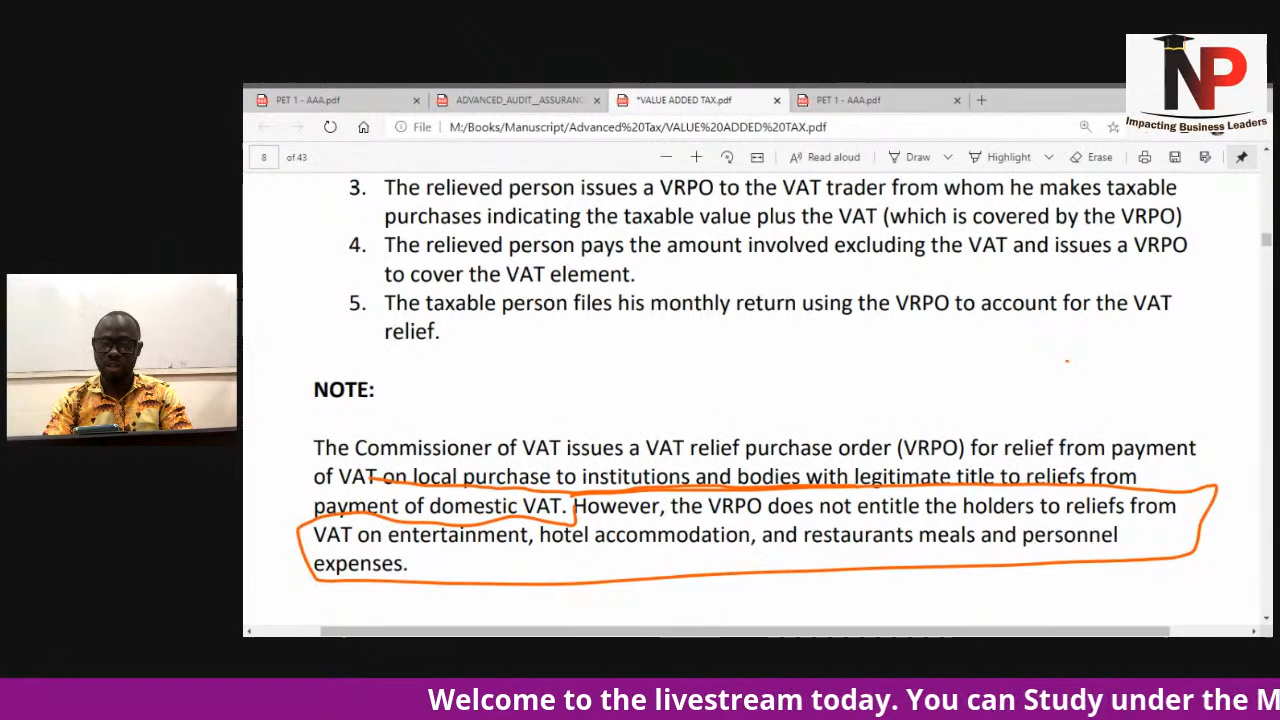 NP
Impacting Business Leaders
PET 1 - AAA.pdf
ADVANCED_AUDIT__ASSURANC
*VALUE ADDED TAX.pdf
PET 1 - AAA.pdf
File
M:/Books/Manuscript/Advanced%20Tax/VALUE%20ADDED%20TAX.pdf
8 of 43
Read aloud
Draw
Highlight
Erase
3. The relieved person issues a VRPO to the VAT trader from whom he makes taxable
purchases indicating the taxable value plus the VAT (which is covered by the VRPO)
4. The relieved person pays the amount involved excluding the VAT and issues a VRPO
to cover the VAT element.
5. The taxable person files his monthly return using the VRPO to account for the VAT
relief.
NOTE:
The Commissioner of VAT issues a VAT relief purchase order (VRPO) for relief from payment
of VAT on local purchase to institutions and bodies with legitimate title to reliefs from
payment of domestic VAT. However, the VRPO does not entitle the holders to reliefs from
VAT on entertainment, hotel accommodation, and restaurants meals and personnel
expenses.
Welcome to the livestream today. You can Study under the M